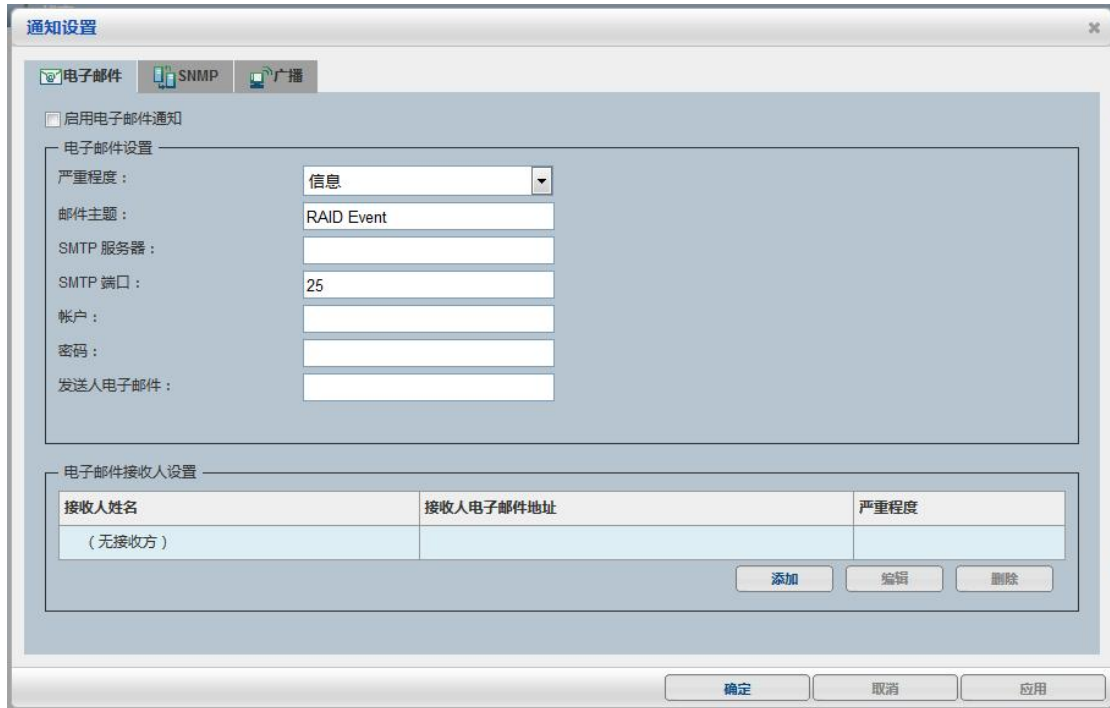 通知设置
电子邮件 SNMP 广播
启用电子邮件通知
电子邮件设置
严重程度： 信息
邮件主题： RAID Event
SMTP 服务器：
SMTP 端口： 25
帐户：
密码：
发送人电子邮件：
电子邮件接收人设置
接收人姓名 接收人电子邮件地址 严重程度
（无接收方）
添加 编辑 删除
确定 取消 应用